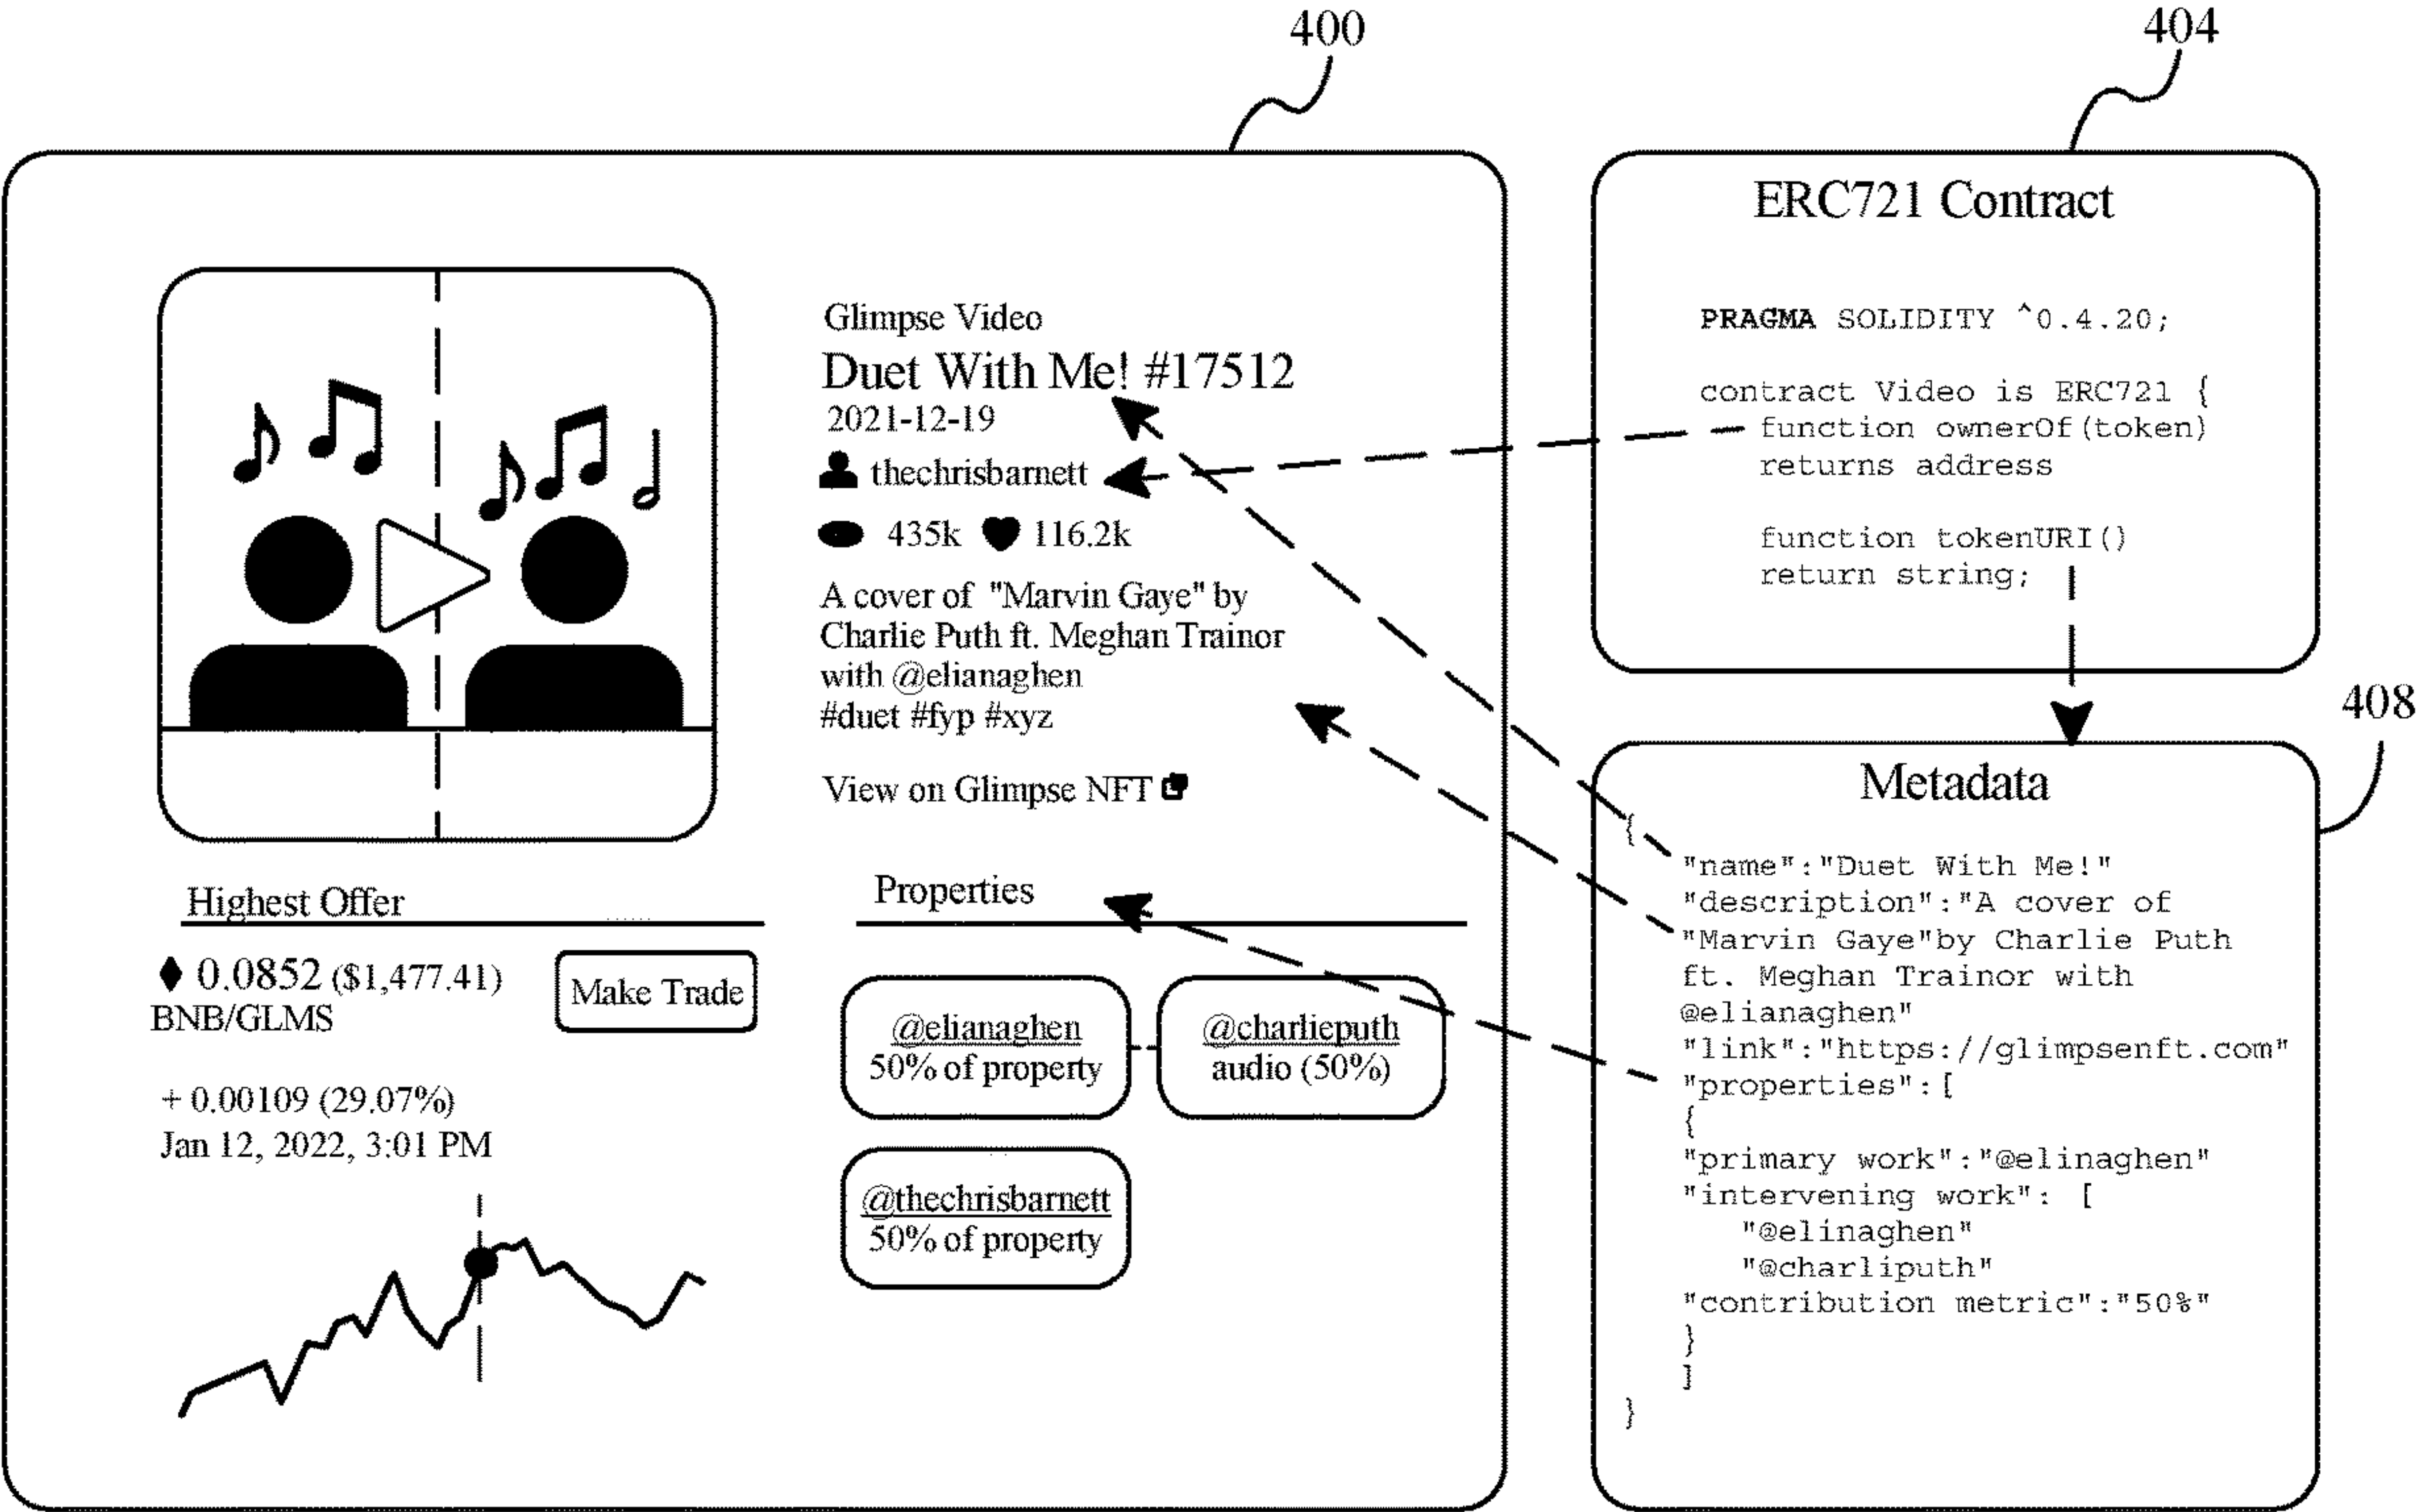 400
404
Glimpse Video
Duet With Me! #17512
2021-12-19
thechrisbarnett
435k 116.2k
A cover of "Marvin Gaye" by
Charlie Puth ft. Meghan Trainor
with @elianaghen
#duet #fyp #xyz
View on Glimpse NFT
Highest Offer
0.0852 ($1,477.41)
BNB/GLMS
Make Trade
+ 0.00109 (29.07%)
Jan 12, 2022, 3:01 PM
Properties
@elianaghen
50% of property
@charlieputh
audio (50%)
@thechrisbarnett
50% of property
ERC721 Contract
PRAGMA SOLIDITY ^0.4.20;
contract Video is ERC721 {
function ownerOf(token)
returns address
function tokenURI()
return string;
408
Metadata
{
"name":"Duet With Me!"
"description":"A cover of
"Marvin Gaye"by Charlie Puth
ft. Meghan Trainor with
@elianaghen"
"link":"https://glimpsenft.com"
"properties":[
{
"primary work":"@elinaghen"
"intervening work": [
"@elinaghen"
"@charliputh"
"contribution metric":"50%"
}
]
}